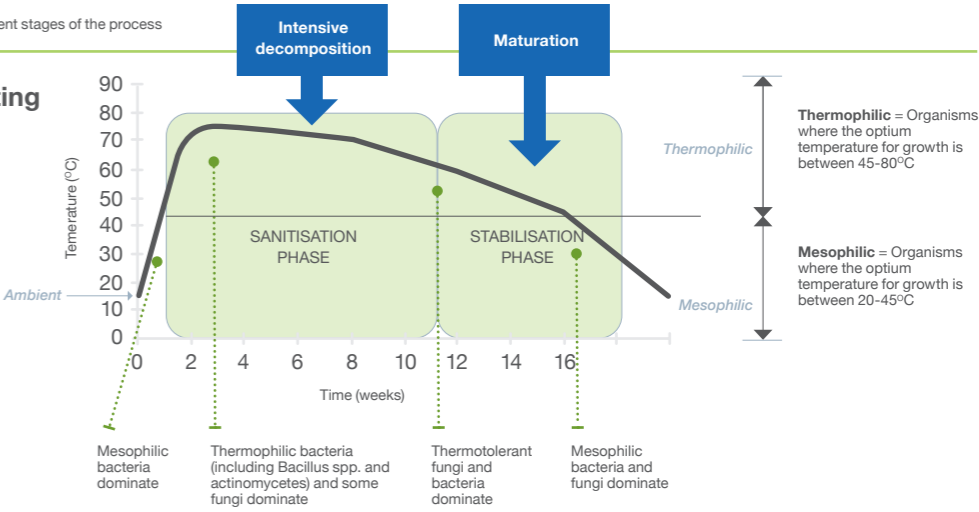 ent stages of the process
ting
Intensive
decomposition
Maturation
90
80
70
60
50
40
30
20
10
0
Temerature (ºC)
Ambient
SANITISATION
PHASE
STABILISATION
PHASE
0 2 4 6 8 10 12 14 16
Time (weeks)
Thermophilic
Mesophilic
Thermophilic = Organisms
where the optium
temperature for growth is
between 45-80ºC
Mesophilic = Organisms
where the optium
temperature for growth is
between 20-45ºC
Mesophilic
bacteria
dominate
Thermophilic bacteria
(including Bacillus spp. and
actinomycetes) and some
fungi dominate
Thermotolerant
fungi and
bacteria
dominate
Mesophilic
bacteria and
fungi dominate